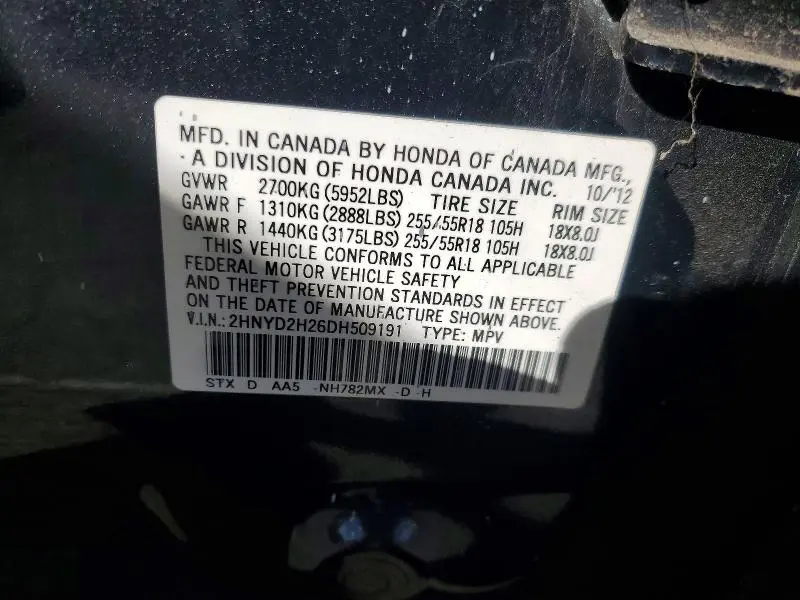 MFD. IN CANADA BY HONDA OF CANADA MFG.,
A DIVISION OF HONDA CANADA INC. 10/'12
GVWR 2700KG (5952LBS) TIRE SIZE RIM SIZE
GAWR F 1310KG (2888LBS) 255/55R18 105H 18X8.0J
GAWR R 1440KG (3175LBS) 255/55R18 105H 18X8.0J
THIS VEHICLE CONFORMS TO ALL APPLICABLE
FEDERAL MOTOR VEHICLE SAFETY
AND THEFT PREVENTION STANDARDS IN EFFECT
ON THE DATE OF MANUFACTURE SHOWN ABOVE.
V.I.N.: 2HNYD2H26DH509191 TYPE: MPV
STX D AA5 -NH782MX -D -H